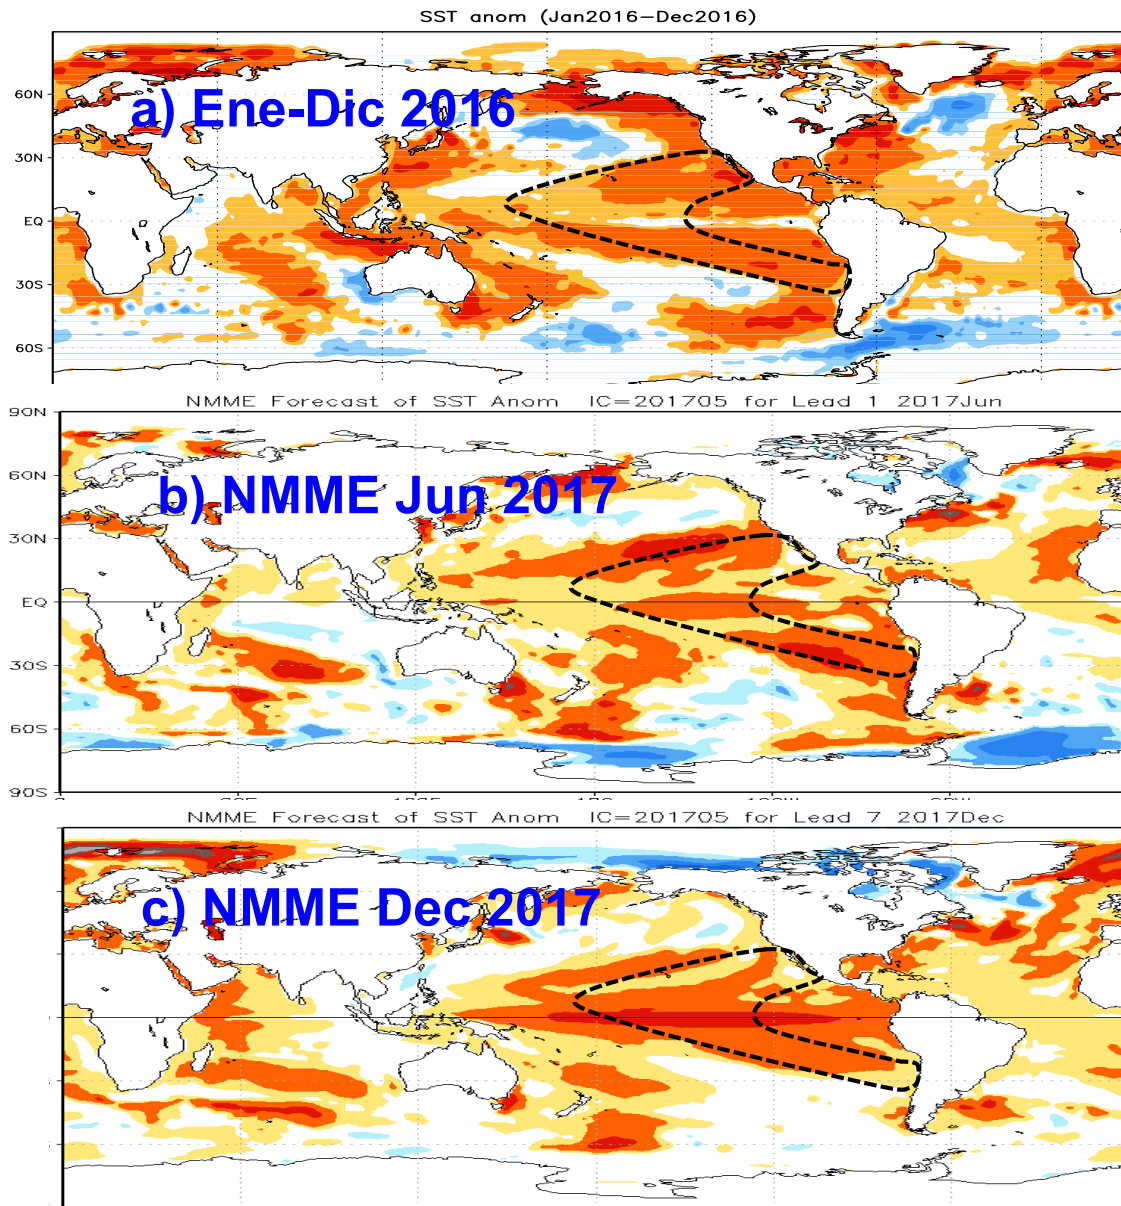 SST anom (Jan2016-Dec2016)
60N
a) Ene-Dic 2016
30N
EQ
30S
60S
NMME Forecast of SST Anom IC=201705 for Lead 1 2017Jun
90N
60N
b) NMME Jun 2017
30N
EQ
30S
60S
90S
NMME Forecast of SST Anom IC=201705 for Lead 7 2017Dec
c) NMME Dec 2017